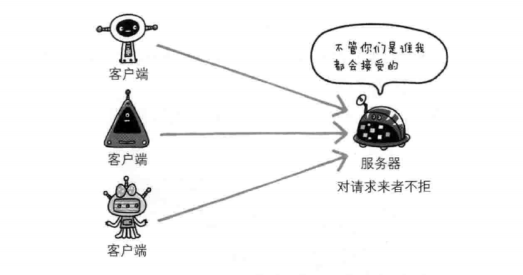 不管你们是谁我
都会接受的
客户端
客户端
服务器
对请求来者不拒
客户端